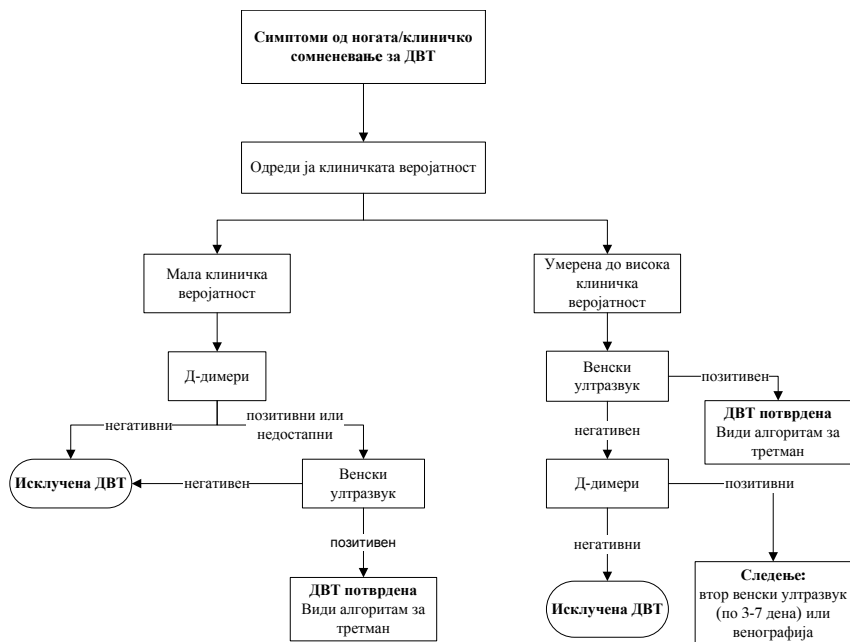 Симптоми од ногата/клиничко
сомненевање за ДВТ
Одреди ја клиничката веројатност
Мала клиничка
веројатност
Умерена до висока
клиничка
веројатност
Д-димери
Венски
ултразвук
позитивен
негативни
позитивни или
недостапни
ДВТ потврдена
Види алгоритам за
третман
негативен
Исклучена ДВТ
негативен
Венски
ултразвук
Д-димери
позитивни
позитивен
негативни
ДВТ потврдена
Види алгоритам за
третман
Исклучена ДВТ
Следење:
втор венски ултразвук
(по 3-7 дена) или
венографија